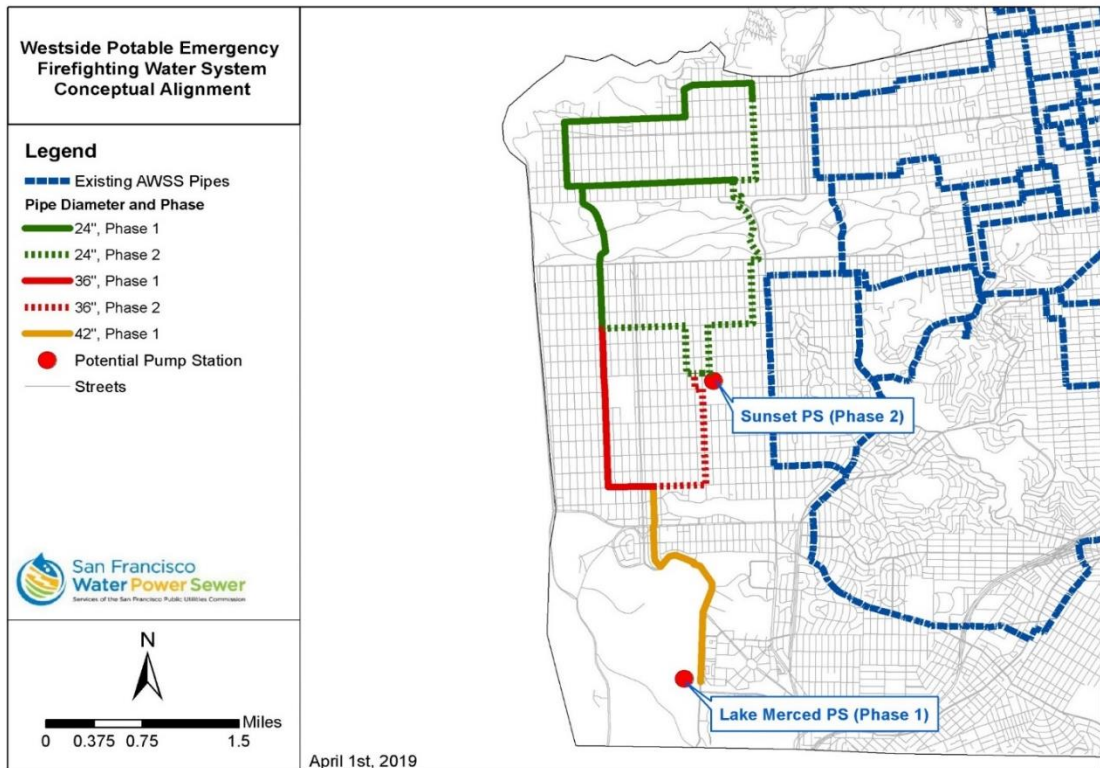 Westside Potable Emergency
Firefighting Water System
Conceptual Alignment
Legend
Existing AWSS Pipes
Pipe Diameter and Phase
24", Phase 1
24", Phase 2
36", Phase 1
36", Phase 2
42", Phase 1
Potential Pump Station
Streets
San Francisco
Water Power Sewer
Services of the San Francisco Public Utilities Commission
N
Miles
0 0.375 0.75 1.5
April 1st, 2019
Sunset PS (Phase 2)
Lake Merced PS (Phase 1)